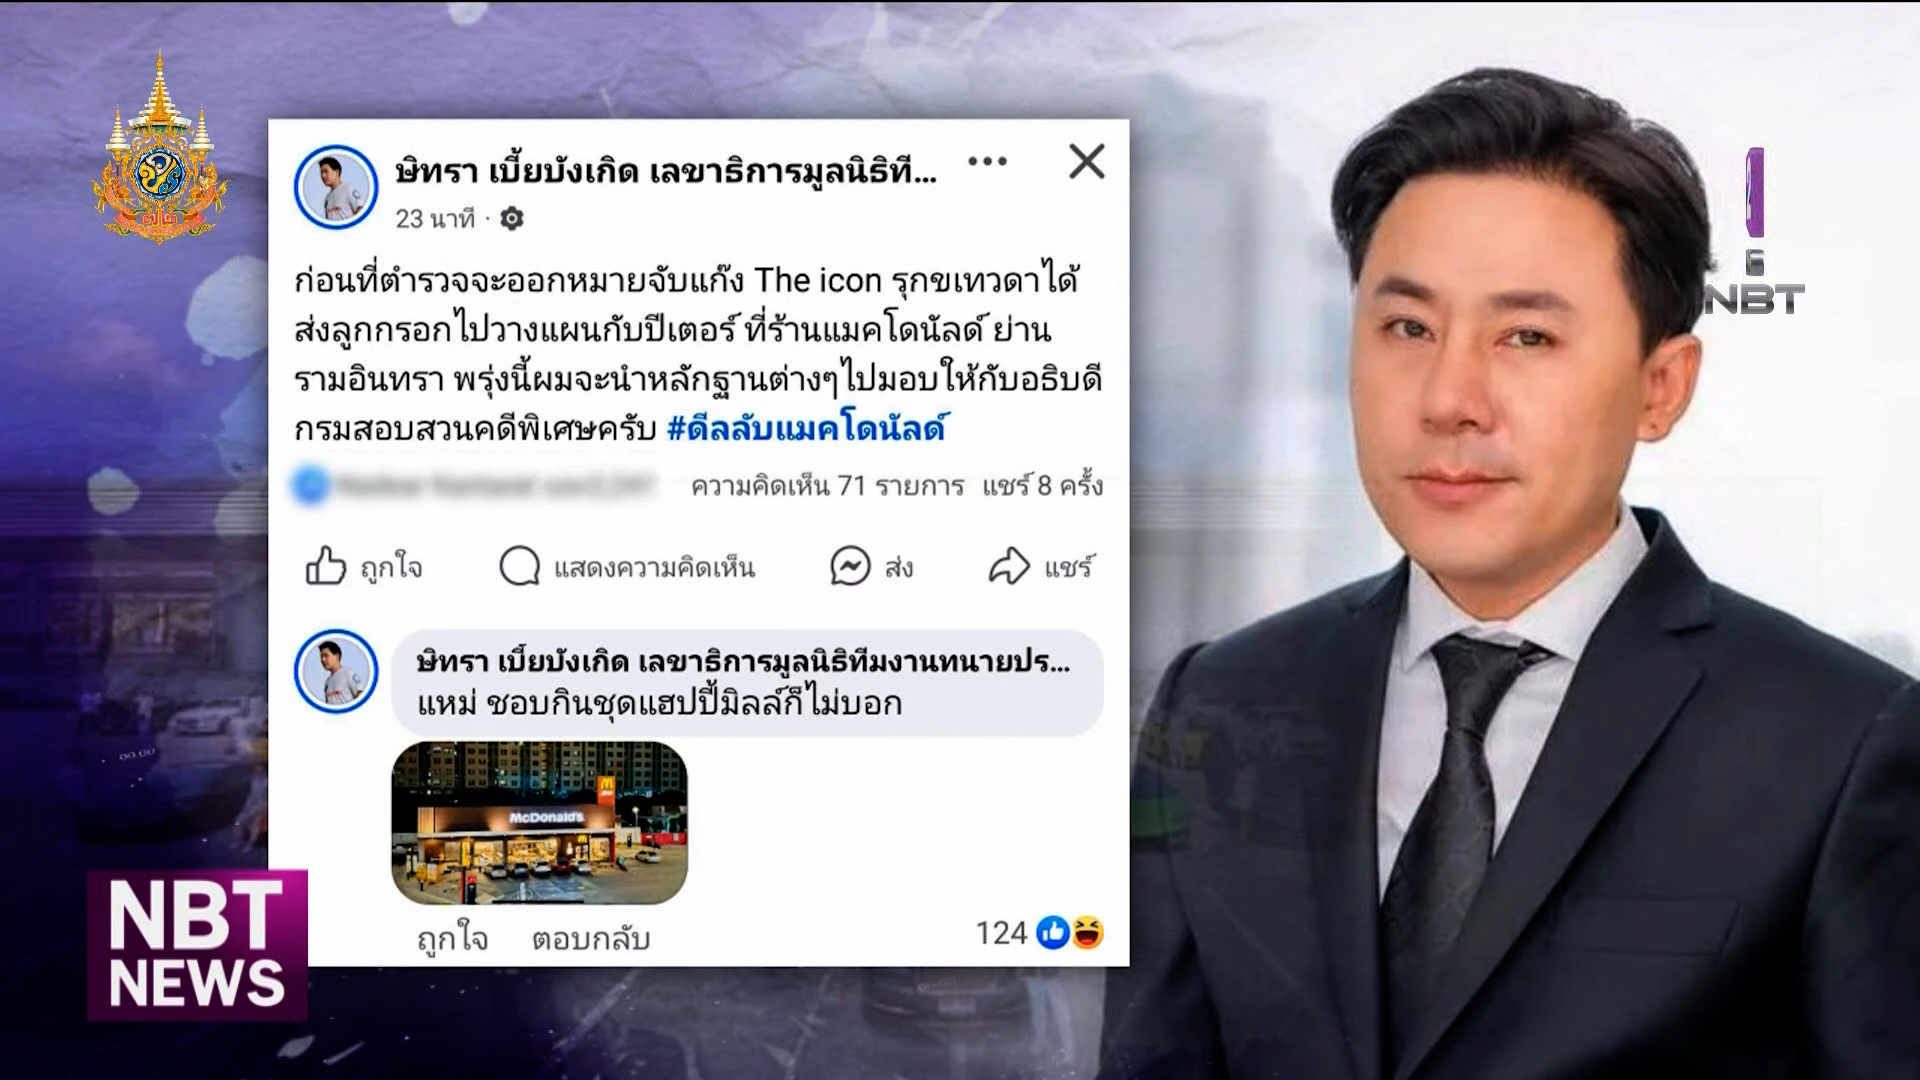 ษิทรา เบี้ยบังเกิด เลขาธิการมูลนิธิที...
23 นาที
ก่อนที่ตำรวจจะออกหมายจับแก๊ง The icon รุกขเทวดาได้
ส่งลูกกรอกไปวางแผนกับปีเตอร์ ที่ร้านแมคโดนัลด์ ย่าน
รามอินทรา พรุ่งนี้ผมจะนำหลักฐานต่างๆไปมอบให้กับอธิบดี
กรมสอบสวนคดีพิเศษครับ #ดีลลับแมคโดนัลด์
ความคิดเห็น 71 รายการ แชร์ 8 ครั้ง
ถูกใจ แสดงความคิดเห็น ส่ง แชร์
ษิทรา เบี้ยบังเกิด เลขาธิการมูลนิธิทีมงานทนายปร...
แหม่ ชอบกินชุดแฮปปี้มิลล์ก็ไม่บอก
McDonald's
ถูกใจ ตอบกลับ 124
NBT
NEWS
NBT
๗๒